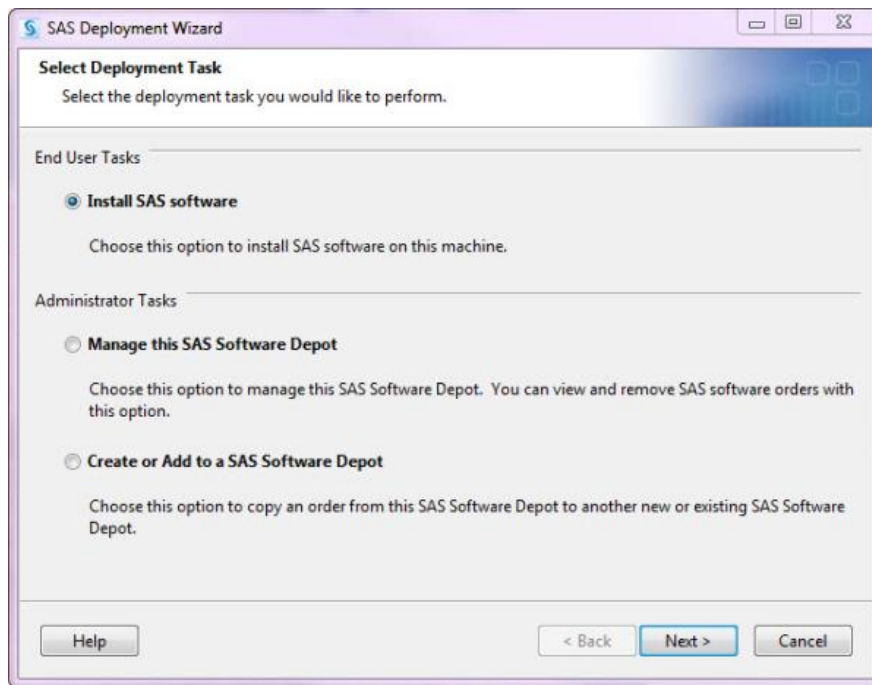 SAS Deployment Wizard
Select Deployment Task
Select the deployment task you would like to perform.
End User Tasks
Install SAS software
Choose this option to install SAS software on this machine.
Administrator Tasks
Manage this SAS Software Depot
Choose this option to manage this SAS Software Depot. You can view and remove SAS software orders with
this option.
Create or Add to a SAS Software Depot
Choose this option to copy an order from this SAS Software Depot to another new or existing SAS Software
Depot.
Help
< Back
Next >
Cancel